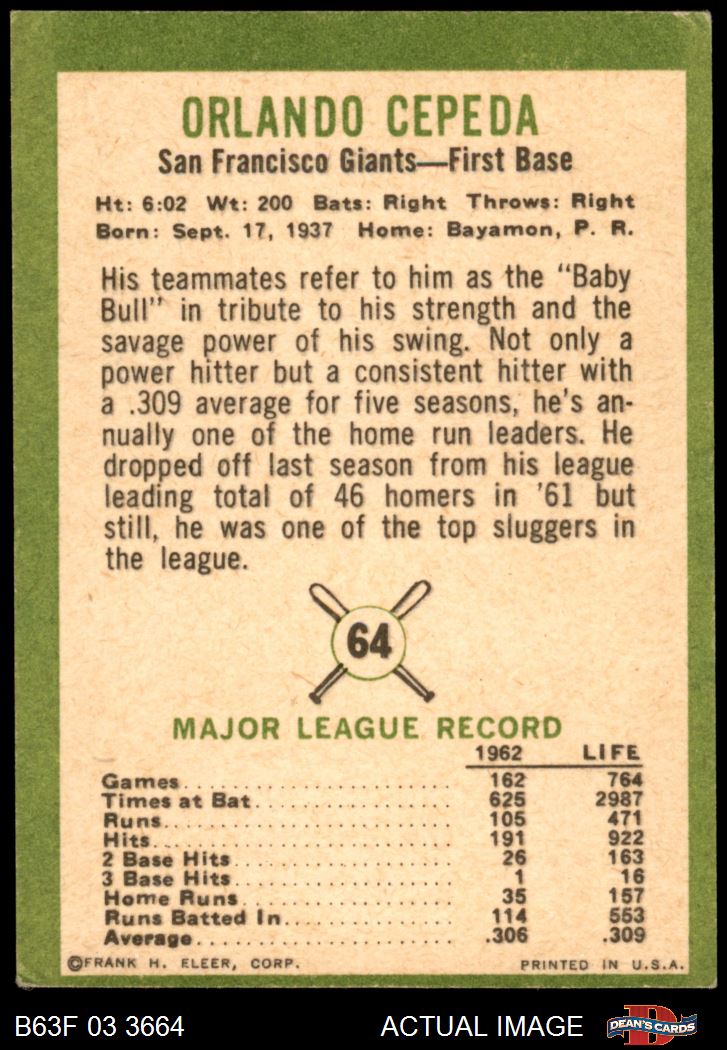 ORLANDO CEPEDA
San Francisco Giants—First Base
Ht: 6:02 Wt: 200 Bats: Right Throws: Right
Born: Sept. 17, 1937 Home: Bayamon, P. R.
His teammates refer to him as the "Baby
Bull" in tribute to his strength and the
savage power of his swing. Not only a
power hitter but a consistent hitter with
a .309 average for five seasons, he's an-
nually one of the home run leaders. He
dropped off last season from his league
leading total of 46 homers in '61 but
still, he was one of the top sluggers in
the league.
64
MAJOR LEAGUE RECORD
1962 LIFE
Games 162 764
Times at Bat 625 2987
Runs 105 471
Hits 191 922
2 Base Hits 26 163
3 Base Hits 1 16
Home Runs 35 157
Runs Batted In 114 553
Average .306 .309
©FRANK H. FLEER, CORP. PRINTED IN U.S.A.
B63F 03 3664 ACTUAL IMAGE D DEAN'S CARDS